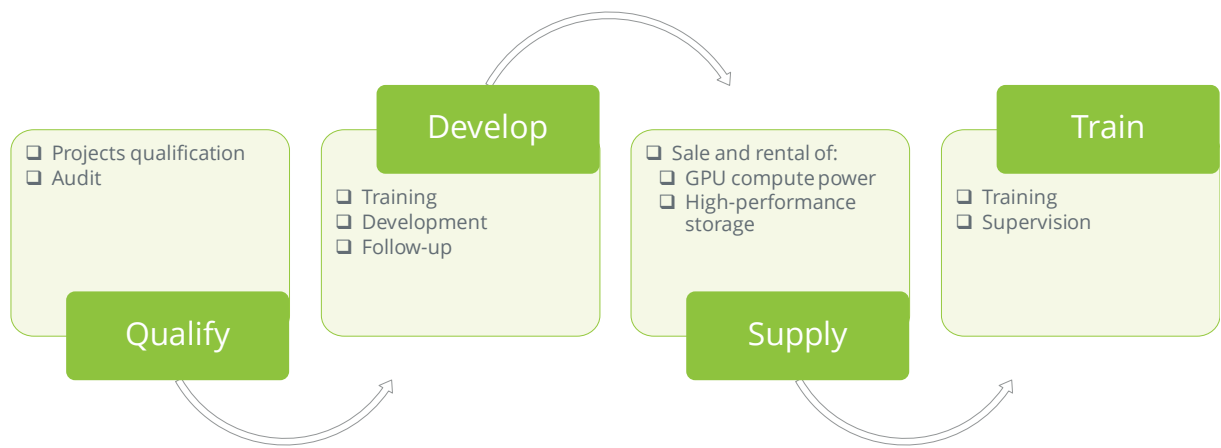 Projects qualification
Audit
Qualify
Develop
Training
Development
Follow-up
Sale and rental of:
GPU compute power
High-performance
storage
Supply
Train
Training
Supervision